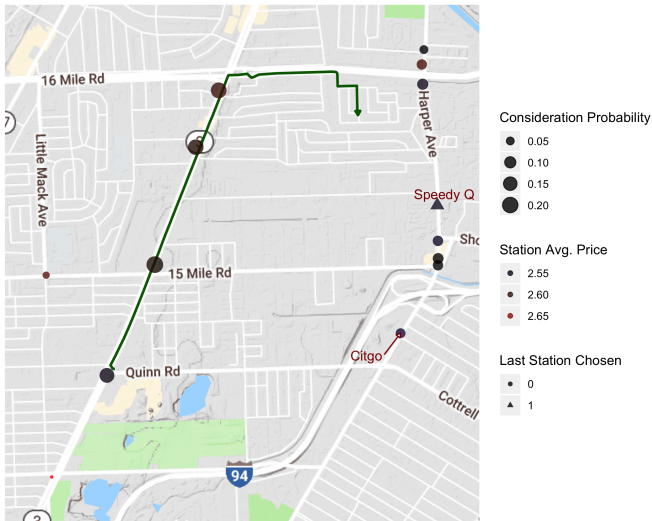 16 Mile Rd
7
Little Mack Ave
Harper Ave
Speedy Q
Sho
15 Mile Rd
Citgo
Quinn Rd
Cottrell
94
3
Consideration Probability
0.05
0.10
0.15
0.20
Station Avg. Price
2.55
2.60
2.65
Last Station Chosen
0
1